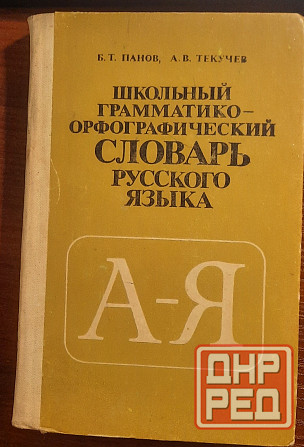 Б. Т. ПАНОВ, А. В. ТЕКУЧЕВ
ШКОЛЬНЫЙ
ГРАММАТИКО-
ОРФОГРАФИЧЕСКИЙ
СЛОВАРЬ
РУССКОГО
ЯЗЫКА
А-Я
ДНР
РЕД